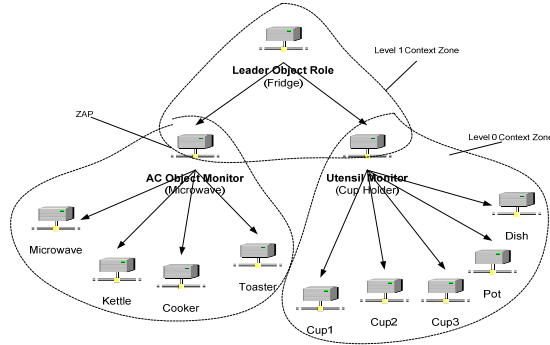 Level 1 Context Zone
Leader Object Role
(Fridge)
ZAP
Level 0 Context Zone
AC Object Monitor
(Microwave)
Utensil Monitor
(Cup Holder)
Dish
Microwave
Pot
Kettle
Cooker
Toaster
Cup1
Cup2
Cup3